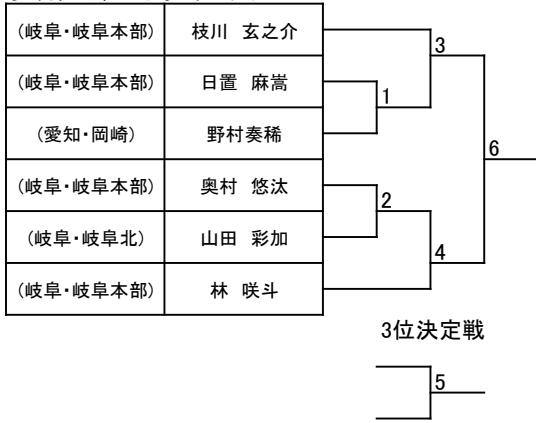 (岐阜・岐阜本部) 枝川 玄之介
3
(岐阜・岐阜本部) 日置 麻嵩
1
(愛知・岡崎) 野村奏稀
6
(岐阜・岐阜本部) 奥村 悠汰
2
(岐阜・岐阜北) 山田 彩加
4
(岐阜・岐阜本部) 林 咲斗
3位決定戦
5